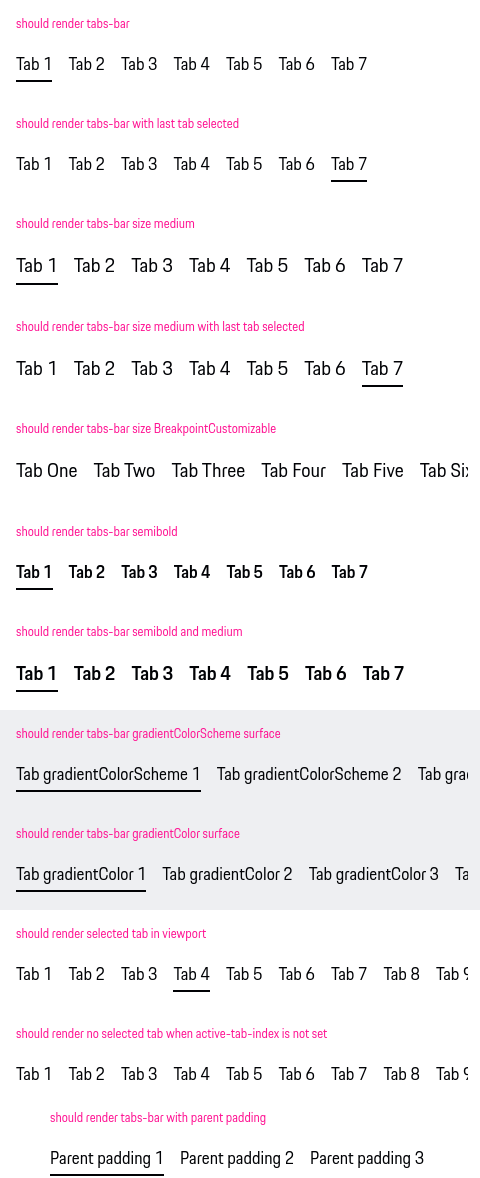 should render tabs-bar
Tab 1 Tab 2 Tab 3 Tab 4 Tab 5 Tab 6 Tab 7
should render tabs-bar with last tab selected
Tab 1 Tab 2 Tab 3 Tab 4 Tab 5 Tab 6 Tab 7
should render tabs-bar size medium
Tab 1 Tab 2 Tab 3 Tab 4 Tab 5 Tab 6 Tab 7
should render tabs-bar size medium with last tab selected
Tab 1 Tab 2 Tab 3 Tab 4 Tab 5 Tab 6 Tab 7
should render tabs-bar size BreakpointCustomizable
Tab One Tab Two Tab Three Tab Four Tab Five Tab Six
should render tabs-bar semibold
Tab 1 Tab 2 Tab 3 Tab 4 Tab 5 Tab 6 Tab 7
should render tabs-bar semibold and medium
Tab 1 Tab 2 Tab 3 Tab 4 Tab 5 Tab 6 Tab 7
should render tabs-bar gradientColorScheme surface
Tab gradientColorScheme 1 Tab gradientColorScheme 2 Tab
should render tabs-bar gradientColor surface
Tab gradientColor 1 Tab gradientColor 2 Tab gradientColor 3
should render selected tab in viewport
Tab 1 Tab 2 Tab 3 Tab 4 Tab 5 Tab 6 Tab 7 Tab 8 Tab 9
should render no selected tab when active-tab-index is not set
Tab 1 Tab 2 Tab 3 Tab 4 Tab 5 Tab 6 Tab 7 Tab 8 Tab 9
should render tabs-bar with parent padding
Parent padding 1 Parent padding 2 Parent padding 3